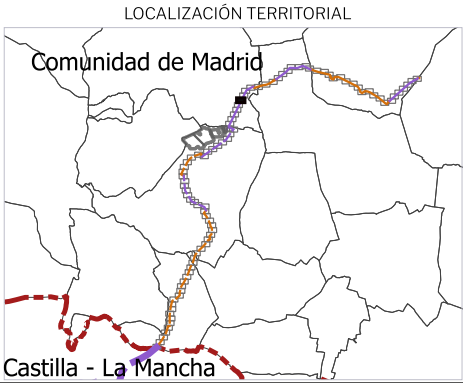 LOCALIZACIÓN TERRITORIAL
Comunidad de Madrid
Castilla - La Mancha